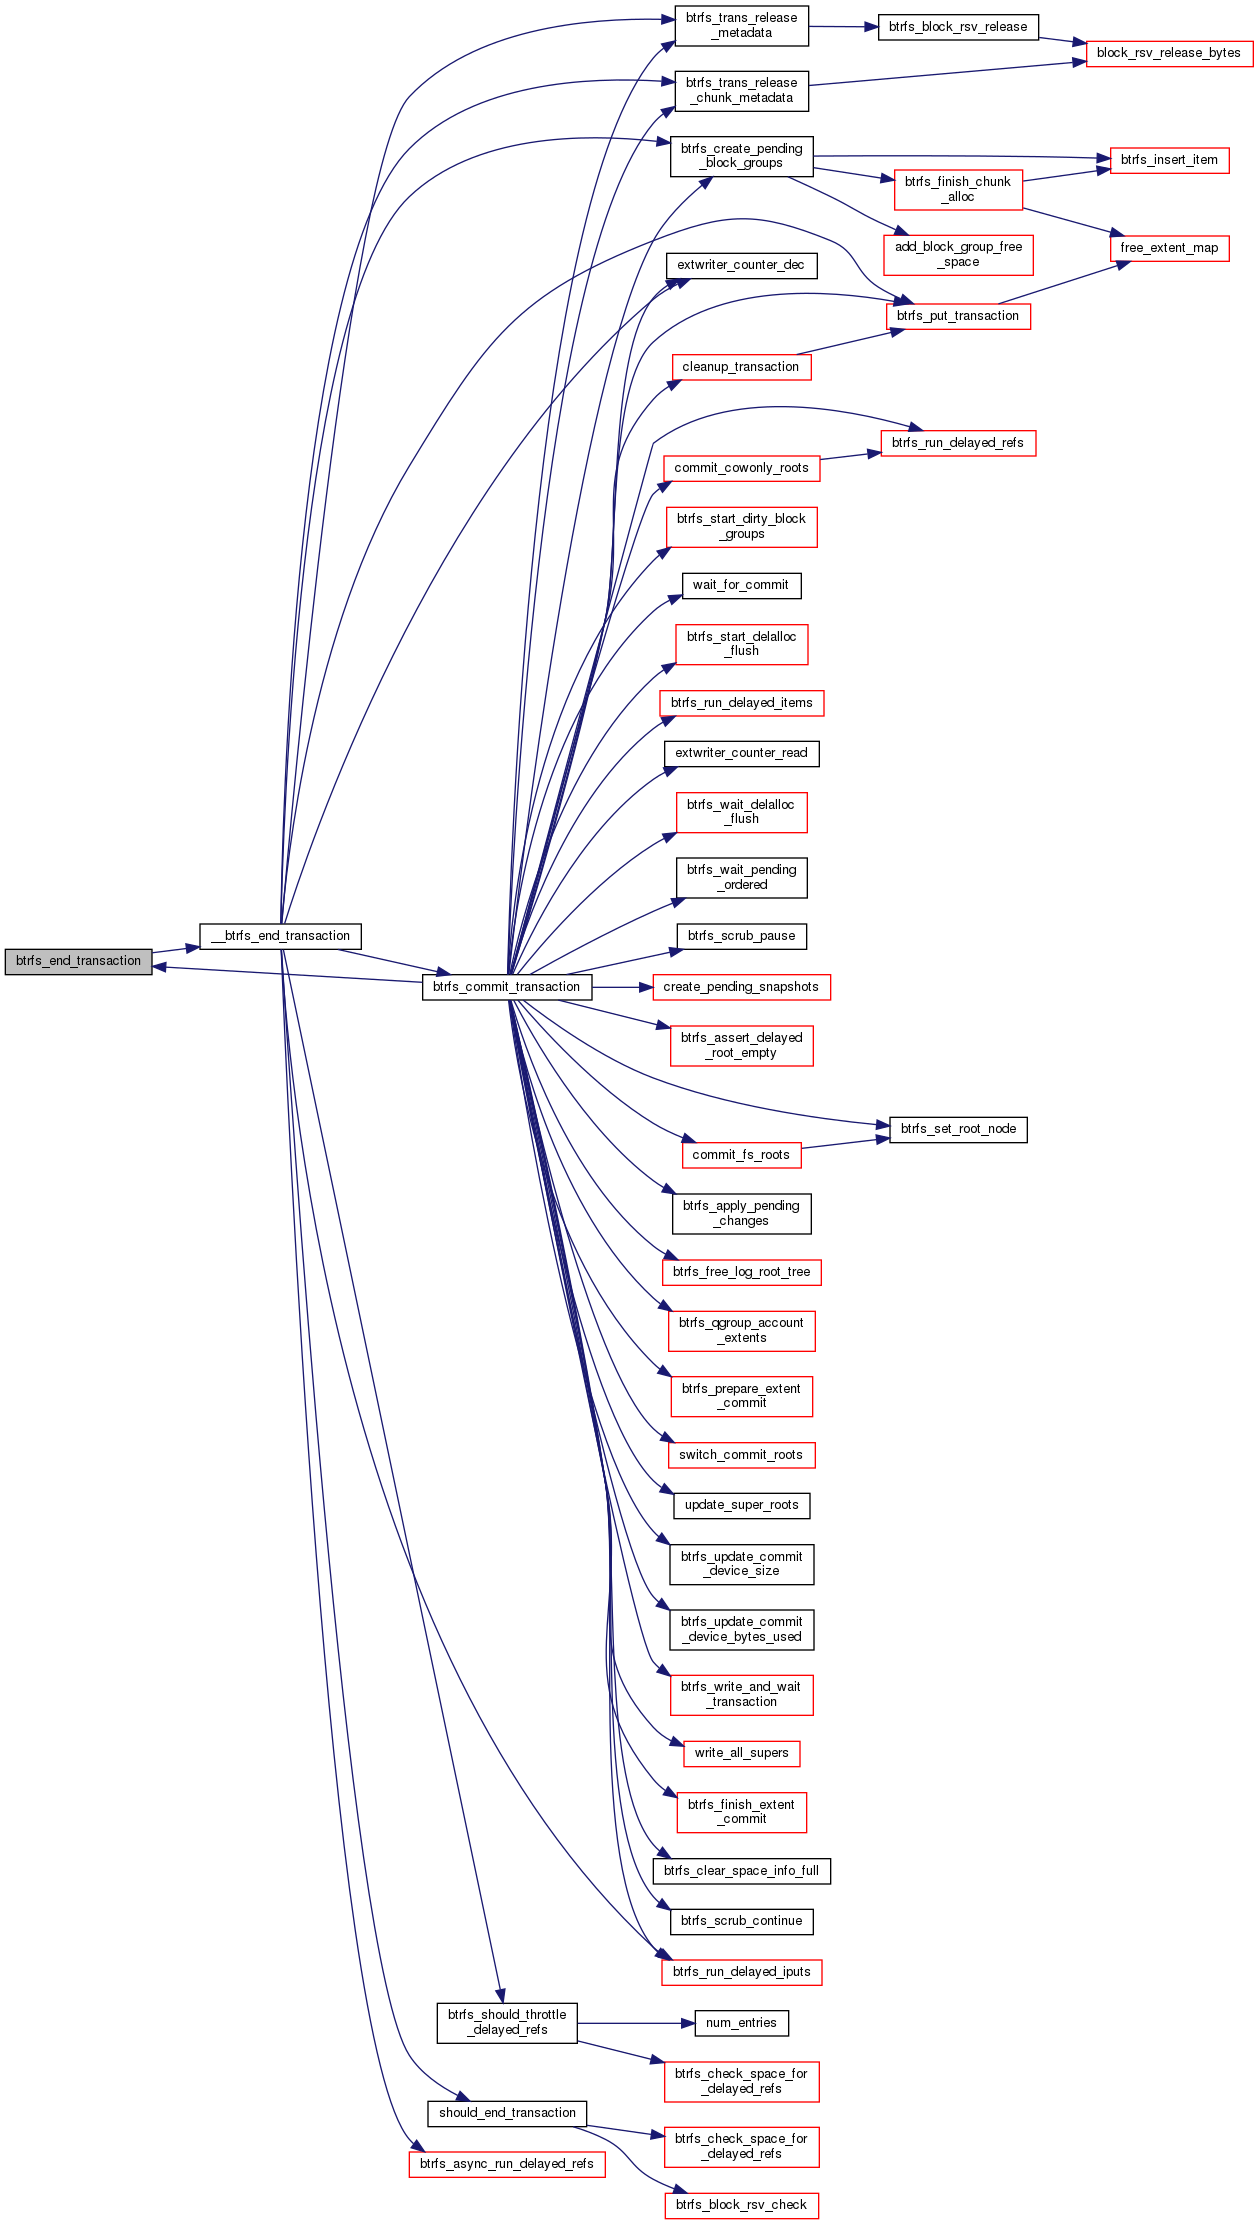 btrfs_trans_release
_metadata
btrfs_block_rsv_release
block_rsv_release_bytes
btrfs_trans_release
_chunk_metadata
btrfs_create_pending
_block_groups
btrfs_insert_item
btrfs_finish_chunk
_alloc
add_block_group_free
_space
free_extent_map
extwriter_counter_dec
btrfs_put_transaction
cleanup_transaction
btrfs_run_delayed_refs
commit_cowonly_roots
btrfs_start_dirty_block
_groups
wait_for_commit
btrfs_start_delalloc
_flush
btrfs_run_delayed_items
extwriter_counter_read
btrfs_wait_delalloc
_flush
btrfs_wait_pending
_ordered
__btrfs_end_transaction
btrfs_scrub_pause
btrfs_end_transaction
btrfs_commit_transaction
create_pending_snapshots
btrfs_assert_delayed
_root_empty
btrfs_set_root_node
commit_fs_roots
btrfs_apply_pending
_changes
btrfs_free_log_root_tree
btrfs_qgroup_account
_extents
btrfs_prepare_extent
_commit
switch_commit_roots
update_super_roots
btrfs_update_commit
_device_size
btrfs_update_commit
_device_bytes_used
btrfs_write_and_wait
_transaction
write_all_supers
btrfs_finish_extent
_commit
btrfs_clear_space_info_full
btrfs_scrub_continue
btrfs_run_delayed_iputs
btrfs_should_throttle
_delayed_refs
num_entries
btrfs_check_space_for
_delayed_refs
should_end_transaction
btrfs_check_space_for
_delayed_refs
btrfs_async_run_delayed_refs
btrfs_block_rsv_check